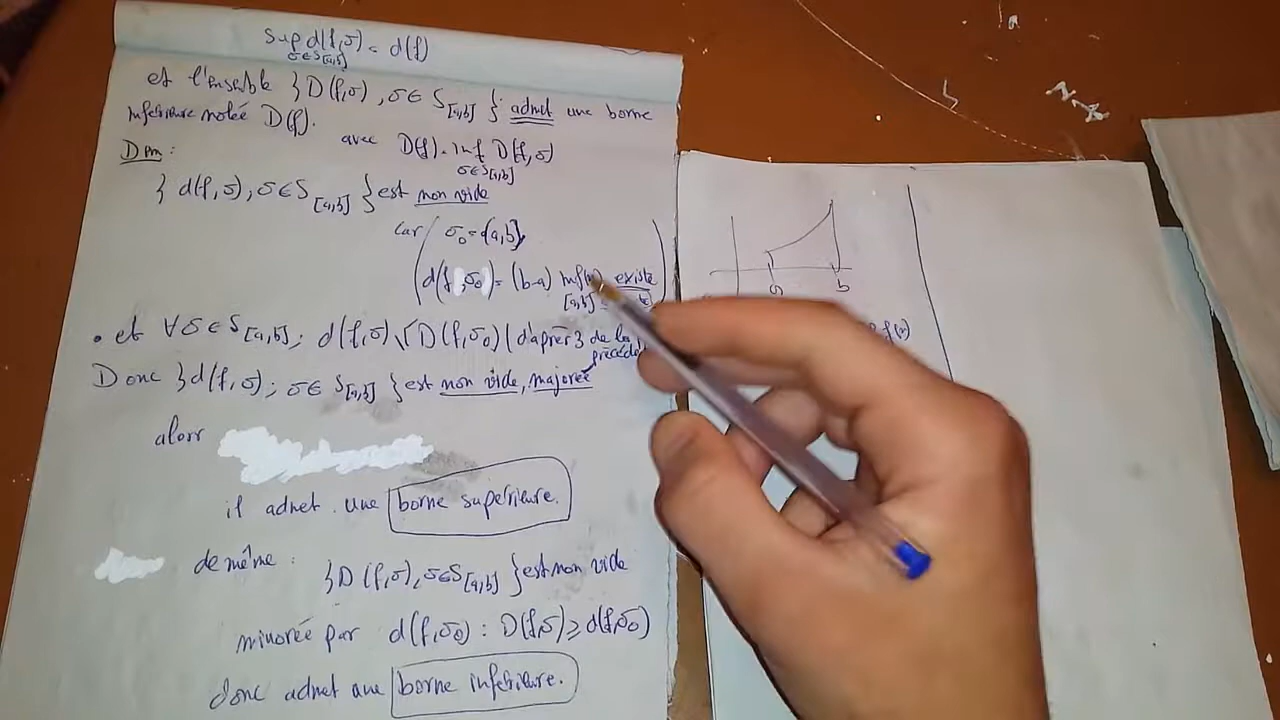 Sup d(f,σ) = d(f)
σ∈S[a,b]
et l'ensemble {D(f,σ), σ∈S[a,b]} admet une borne
inférieure notée D(f).
avec D(f) = inf D(f,σ)
σ∈S[a,b]
Dem :
{d(f,σ), σ∈S[a,b]} est non vide
car σ₀={a,b}
d(f,σ₀) = (b-a) inf(x) existe
[a,b]
• et ∀σ∈S[a,b]; d(f,σ) ≤ D(f,σ₀) (d'après 3 de la
Donc {d(f,σ); σ∈S[a,b]} est non vide, majorée
alors
il admet une borne supérieure.
de même : {D(f,σ), σ∈S[a,b]} est non vide
minorée par d(f,σ₀) : D(f,σ) ≥ d(f,σ₀)
donc admet une borne inférieure.
a b
f(x)